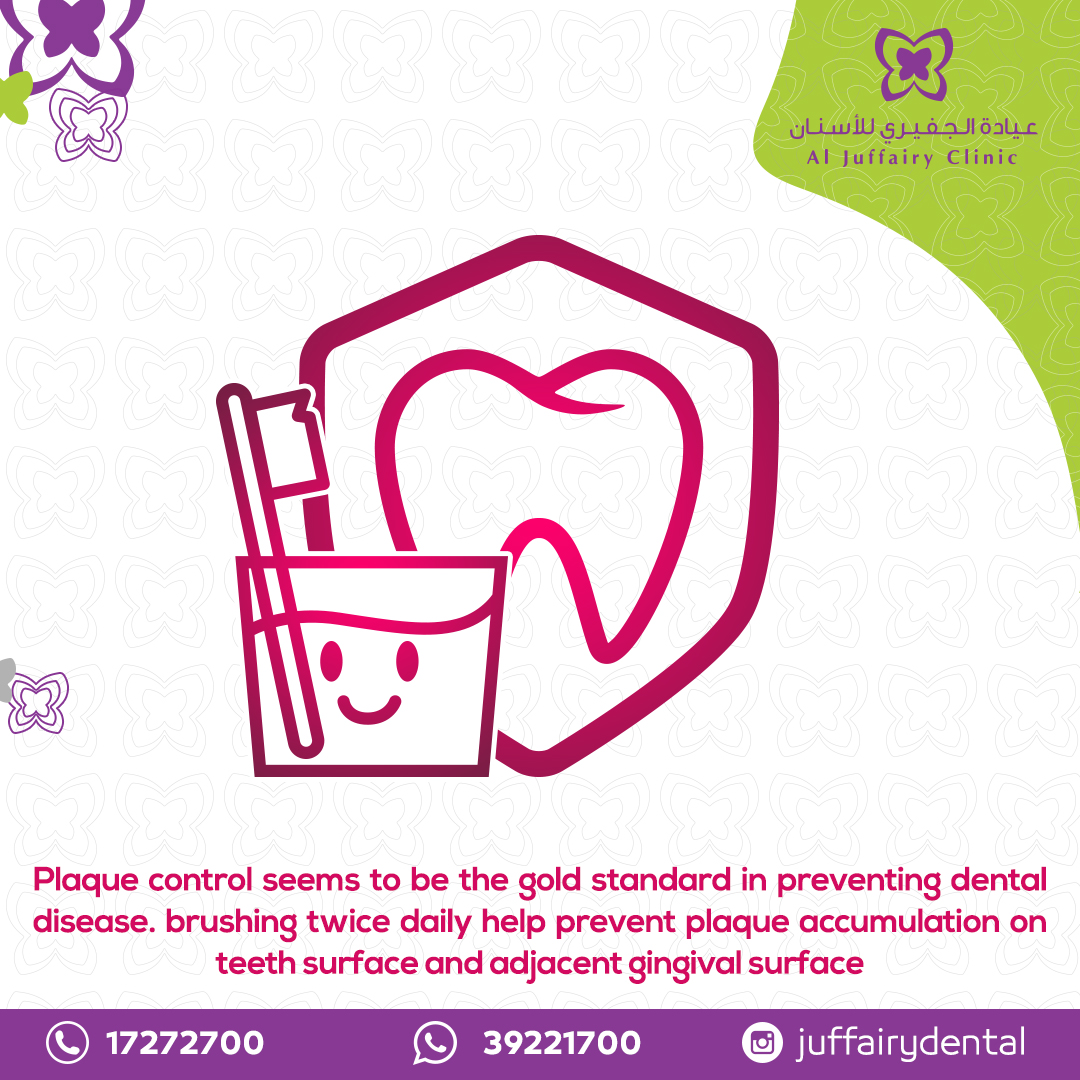 عيادة الجفيري للأسنان
Al Juffairy Clinic
Plaque control seems to be the gold standard in preventing dental
disease. brushing twice daily help prevent plaque accumulation on
teeth surface and adjacent gingival surface
17272700
39221700
juffairydental